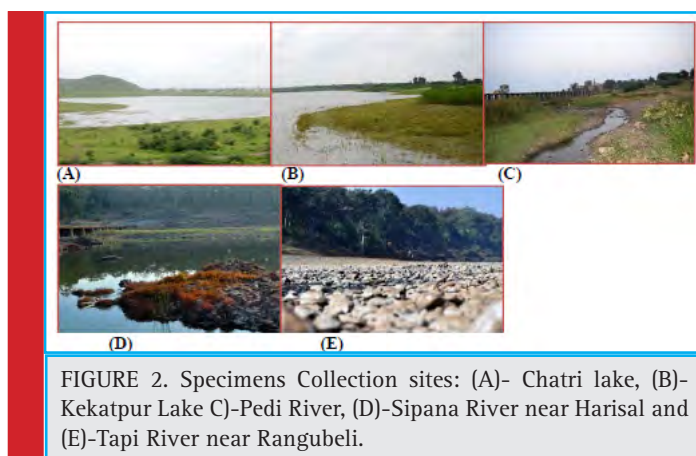 (A)
(B)
(C)
(D)
(E)
FIGURE 2. Specimens Collection sites: (A)- Chatri lake, (B)-
Kekatpur Lake C)-Pedi River, (D)-Sipana River near Harisal and
(E)-Tapi River near Rangubeli.